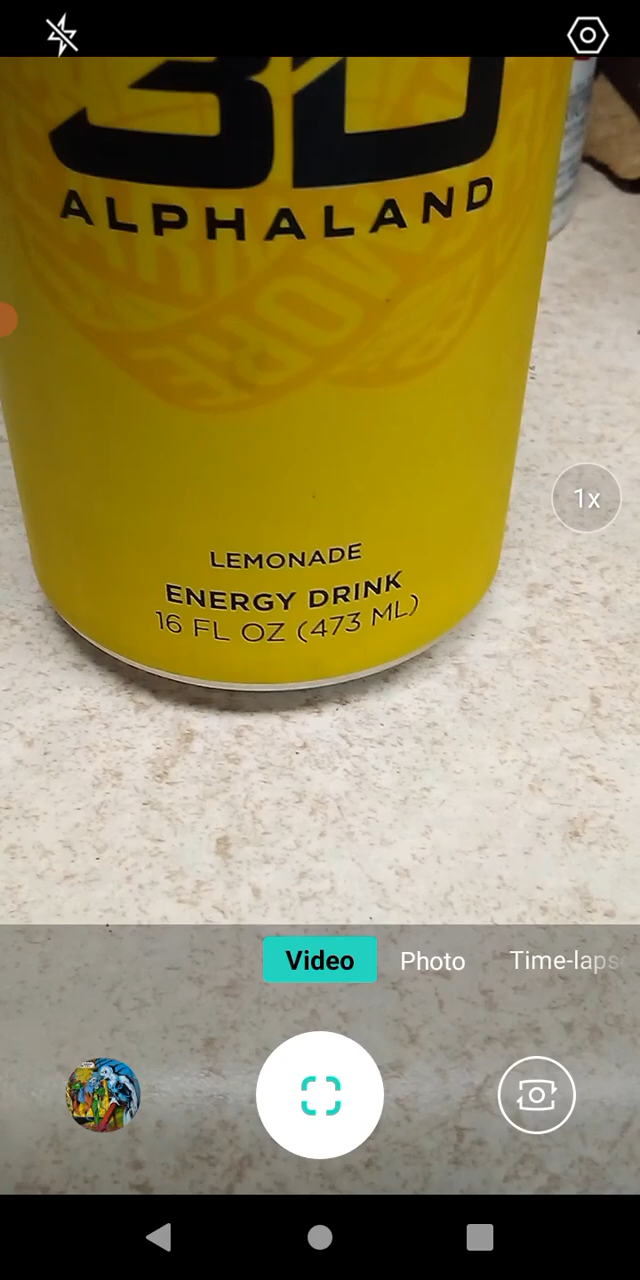 3D
ALPHALAND
LEMONADE
ENERGY DRINK
16 FL OZ (473 ML)
1x
Video
Photo
Time-laps